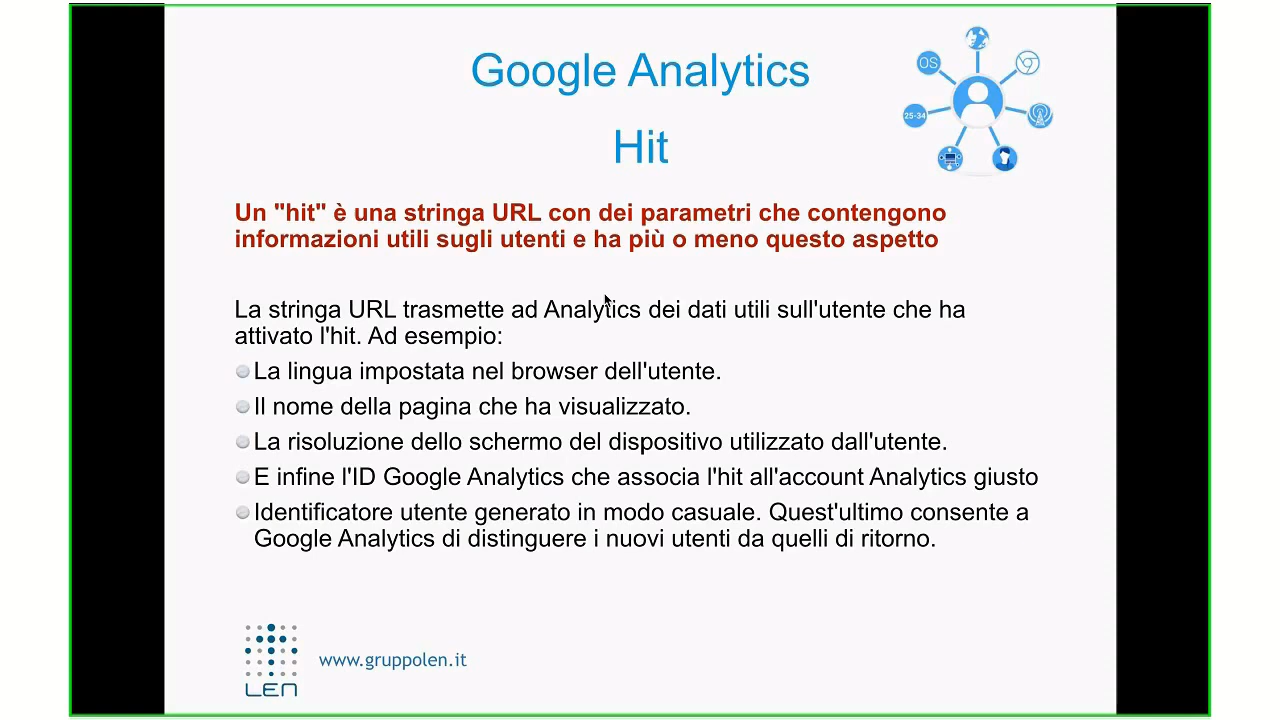 Google Analytics
Hit
OS
25-34
Un "hit" è una stringa URL con dei parametri che contengono
informazioni utili sugli utenti e ha più o meno questo aspetto
La stringa URL trasmette ad Analytics dei dati utili sull'utente che ha
attivato l'hit. Ad esempio:
La lingua impostata nel browser dell'utente.
Il nome della pagina che ha visualizzato.
La risoluzione dello schermo del dispositivo utilizzato dall'utente.
E infine l'ID Google Analytics che associa l'hit all'account Analytics giusto
Identificatore utente generato in modo casuale. Quest'ultimo consente a
Google Analytics di distinguere i nuovi utenti da quelli di ritorno.
www.gruppolen.it
LEN